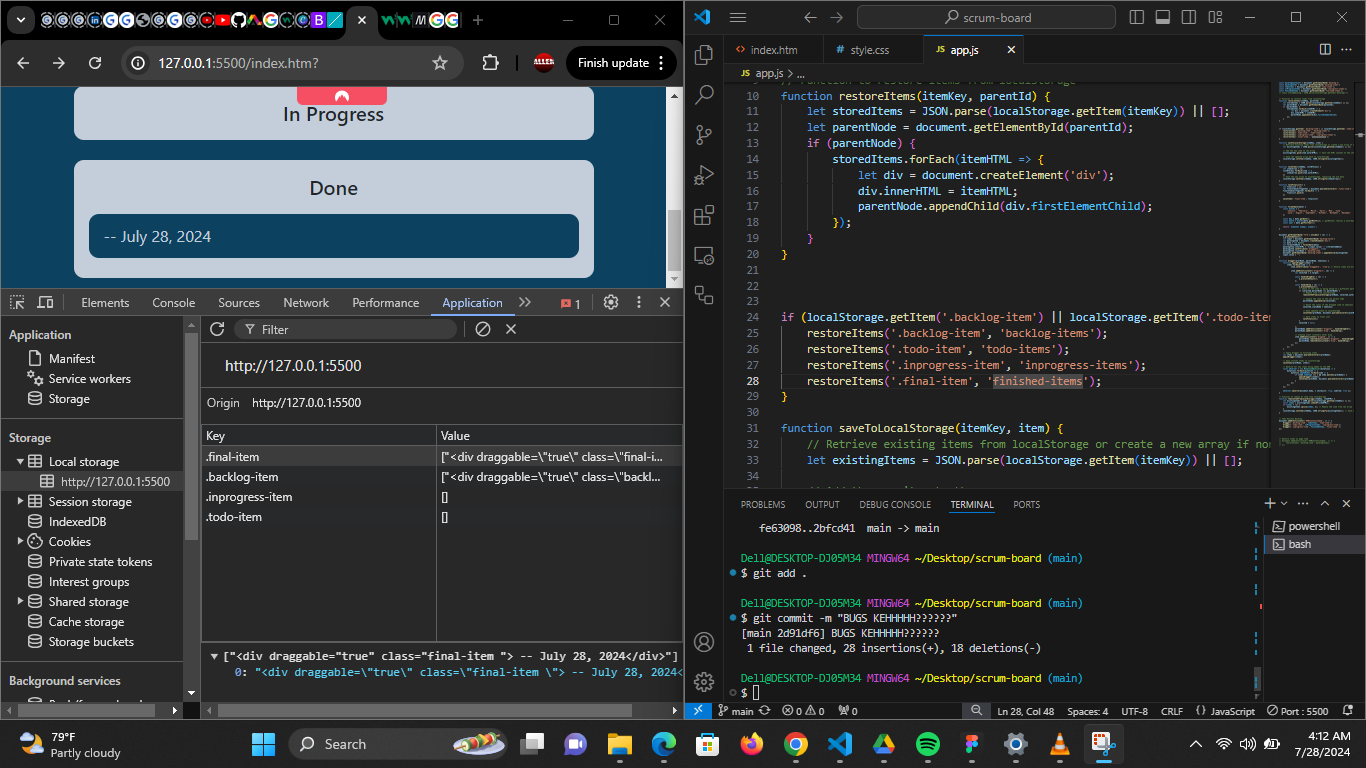 127.0.0.1:5500/index.htm?
ALLEN
Finish update
In Progress
Done
-- July 28, 2024
Elements
Console
Sources
Network
Performance
Application
1
Application
Manifest
Service workers
Storage
Storage
Local storage
http://127.0.0.1:5500
Session storage
IndexedDB
Cookies
Private state tokens
Interest groups
Shared storage
Cache storage
Storage buckets
Background services
Filter
http://127.0.0.1:5500
Origin http://127.0.0.1:5500
Key Value
.final-item ["<div draggable=\"true\" class=\"final-i...
.backlog-item ["<div draggable=\"true\" class=\"backl...
.inprogress-item []
.todo-item []
["<div draggable="true" class="final-item "> -- July 28, 2024</div>"]
0: "<div draggable=\"true\" class=\"final-item \"> -- July 28, 2024<
scrum-board
index.htm
style.css
JS app.js
JS app.js > ...
// Function to restore items from localStorage
10 function restoreItems(itemKey, parentId) {
11 let storedItems = JSON.parse(localStorage.getItem(itemKey)) || [];
12 let parentNode = document.getElementById(parentId);
13 if (parentNode) {
14 storedItems.forEach(itemHTML => {
15 let div = document.createElement('div');
16 div.innerHTML = itemHTML;
17 parentNode.appendChild(div.firstElementChild);
18 });
19 }
20 }
21
22
23
24 if (localStorage.getItem('.backlog-item') || localStorage.getItem('.todo-item
25 restoreItems('.backlog-item', 'backlog-items');
26 restoreItems('.todo-item', 'todo-items');
27 restoreItems('.inprogress-item', 'inprogress-items');
28 restoreItems('.final-item', 'finished-items');
29 }
30
31 function saveToLocalStorage(itemKey, item) {
32 // Retrieve existing items from localStorage or create a new array if non
33 let existingItems = JSON.parse(localStorage.getItem(itemKey)) || [];
34
PROBLEMS
OUTPUT
DEBUG CONSOLE
TERMINAL
PORTS
powershell
bash
fe63098..2bfcd41 main -> main
Dell@DESKTOP-DJ05M34 MINGW64 ~/Desktop/scrum-board (main)
$ git add .
Dell@DESKTOP-DJ05M34 MINGW64 ~/Desktop/scrum-board (main)
$ git commit -m "BUGS KEHHHHH??????"
[main 2d91df6] BUGS KEHHHHH??????
1 file changed, 28 insertions(+), 18 deletions(-)
Dell@DESKTOP-DJ05M34 MINGW64 ~/Desktop/scrum-board (main)
$
main 0 0 0 Ln 28, Col 48 Spaces: 4 UTF-8 CRLF {} JavaScript Port : 5500
79°F
Partly cloudy
Search
4:12 AM
7/28/2024